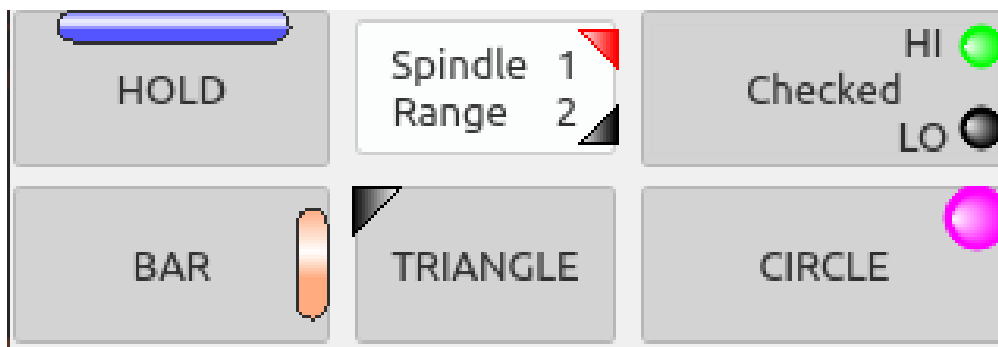 HOLD
Spindle 1
Range 2
HI
Checked
LO
BAR
TRIANGLE
CIRCLE